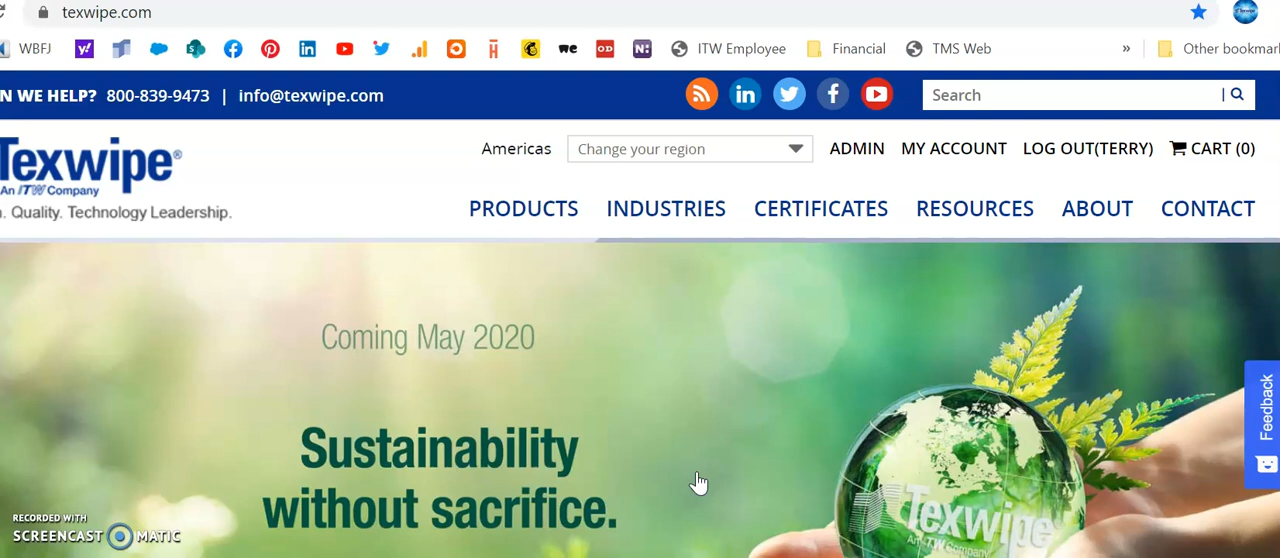 texwipe.com
WBFJ
ITW Employee
Financial
TMS Web
»
Other bookmar
N WE HELP? 800-839-9473 | info@texwipe.com
Search
Texwipe®
An ITW Company
. Quality. Technology Leadership.
Americas
Change your region
ADMIN
MY ACCOUNT
LOG OUT(TERRY)
CART (0)
PRODUCTS
INDUSTRIES
CERTIFICATES
RESOURCES
ABOUT
CONTACT
Coming May 2020
Sustainability
without sacrifice.
Texwipe
An ITW Company
Feedback
RECORDED WITH
SCREENCAST MATIC